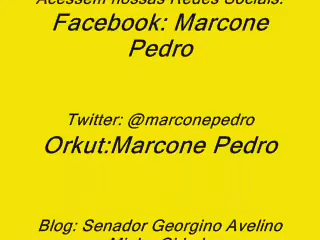 Acessem nossas Redes Sociais:
Facebook: Marcone
Pedro
Twitter: @marconepedro
Orkut:Marcone Pedro
Blog: Senador Georgino Avelino